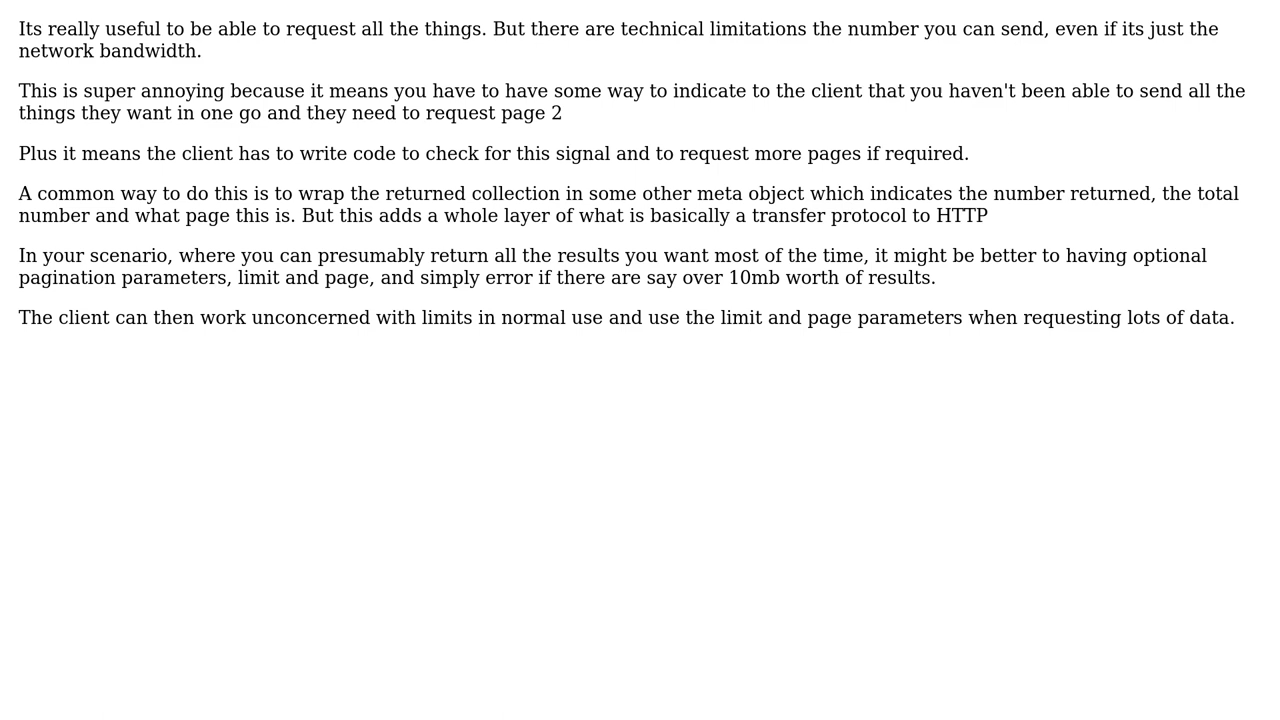 Its really useful to be able to request all the things. But there are technical limitations the number you can send, even if its just the
network bandwidth.
This is super annoying because it means you have to have some way to indicate to the client that you haven't been able to send all the
things they want in one go and they need to request page 2
Plus it means the client has to write code to check for this signal and to request more pages if required.
A common way to do this is to wrap the returned collection in some other meta object which indicates the number returned, the total
number and what page this is. But this adds a whole layer of what is basically a transfer protocol to HTTP
In your scenario, where you can presumably return all the results you want most of the time, it might be better to having optional
pagination parameters, limit and page, and simply error if there are say over 10mb worth of results.
The client can then work unconcerned with limits in normal use and use the limit and page parameters when requesting lots of data.